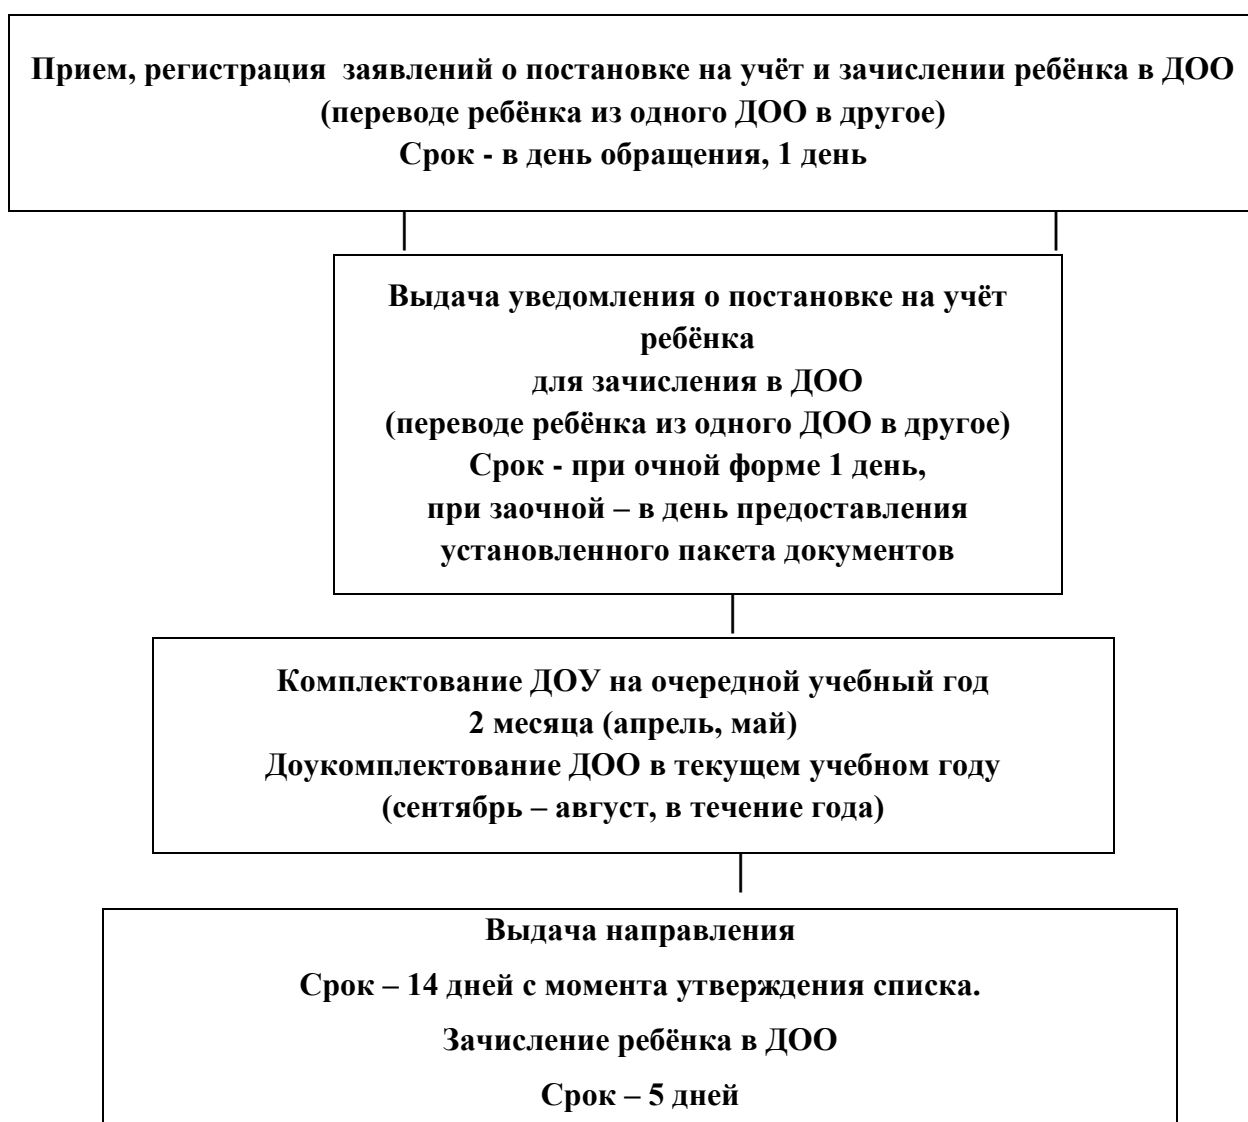 Прием, регистрация  заявлений о постановке на учёт и зачислении ребёнка в ДОО
(переводе ребёнка из одного ДОО в другое)
Срок - в день обращения, 1 день
Выдача уведомления о постановке на учёт
ребёнка
для зачисления в ДОО
(переводе ребёнка из одного ДОО в другое)
Срок - при очной форме 1 день,
при заочной – в день предоставления
установленного пакета документов
Комплектование ДОУ на очередной учебный год
2 месяца (апрель, май)
Доукомплектование ДОО в текущем учебном году
(сентябрь – август, в течение года)
Выдача направления
Срок – 14 дней с момента утверждения списка.
Зачисление ребёнка в ДОО
Срок – 5 дней